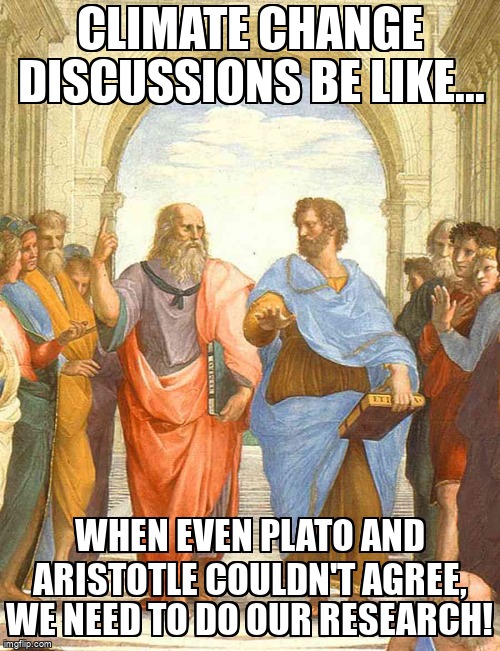 CLIMATE CHANGE
DISCUSSIONS BE LIKE...
ETI
WHEN EVEN PLATO AND
ARISTOTLE COULDN'T AGREE,
WE NEED TO DO OUR RESEARCH!
imgflip.com